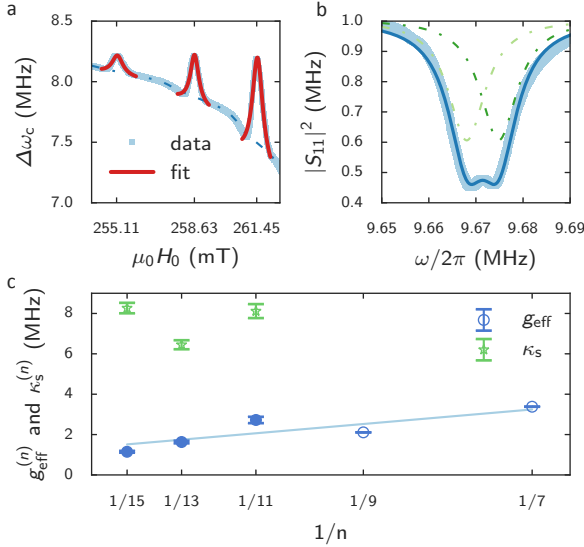 a
Δω_c (MHz)
8.5
8.0
7.5
7.0
data
fit
255.11 258.63 261.45
μ₀H₀ (mT)
b
|S₁₁|²
1.0
0.9
0.8
0.7
0.6
0.5
0.4
9.65 9.66 9.67 9.68 9.69
ω/2π (MHz)
c
g_eff^(n) and κ_s^(n) (MHz)
8
6
4
2
0
g_eff
κ_s
1/15 1/13 1/11 1/9 1/7
1/n